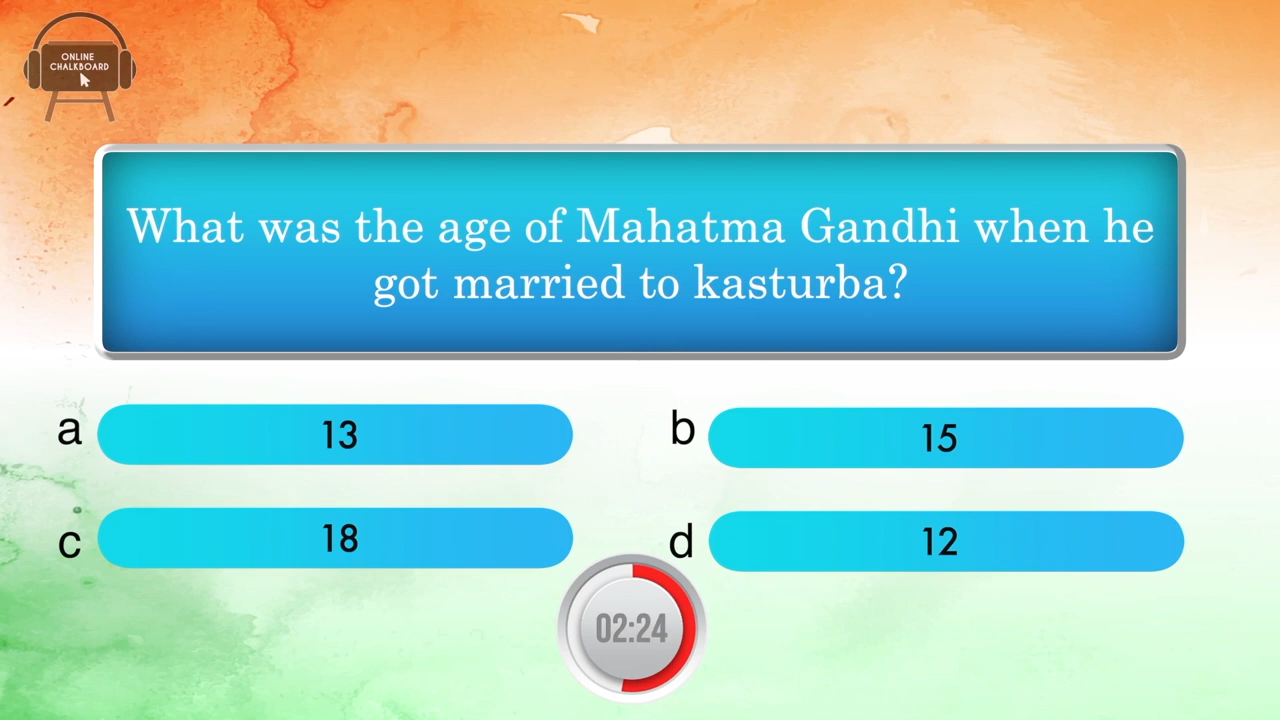 ONLINE
CHALKBOARD
What was the age of Mahatma Gandhi when he
got married to kasturba?
a 13
b 15
c 18
d 12
02:24